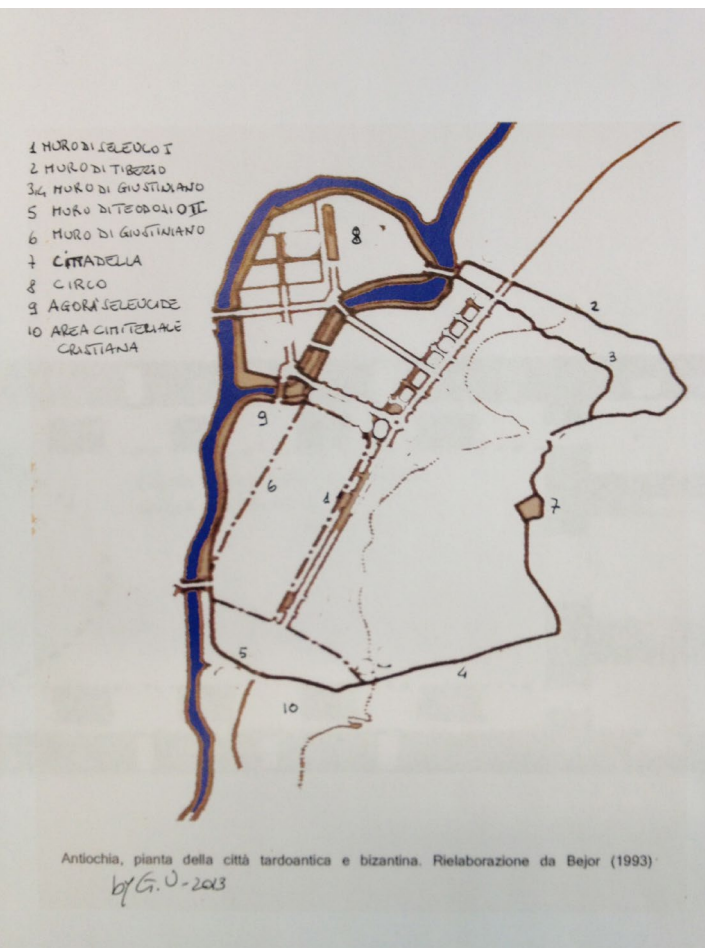 1 MURO DI SELEUCO I
2 MURO DI TIBERIO
3,4 MURO DI GIUSTINIANO
5 MURO DI TEODOSIO II
6 MURO DI GIUSTINIANO
7 CITTADELLA
8 CIRCO
9 AGORA' SELEUCIDE
10 AREA CIMITERIALE
CRISTIANA
8
2
3
9
6
1
7
5
4
10
Antiochia, pianta della città tardoantica e bizantina. Rielaborazione da Bejor (1993)
by G.U-2013